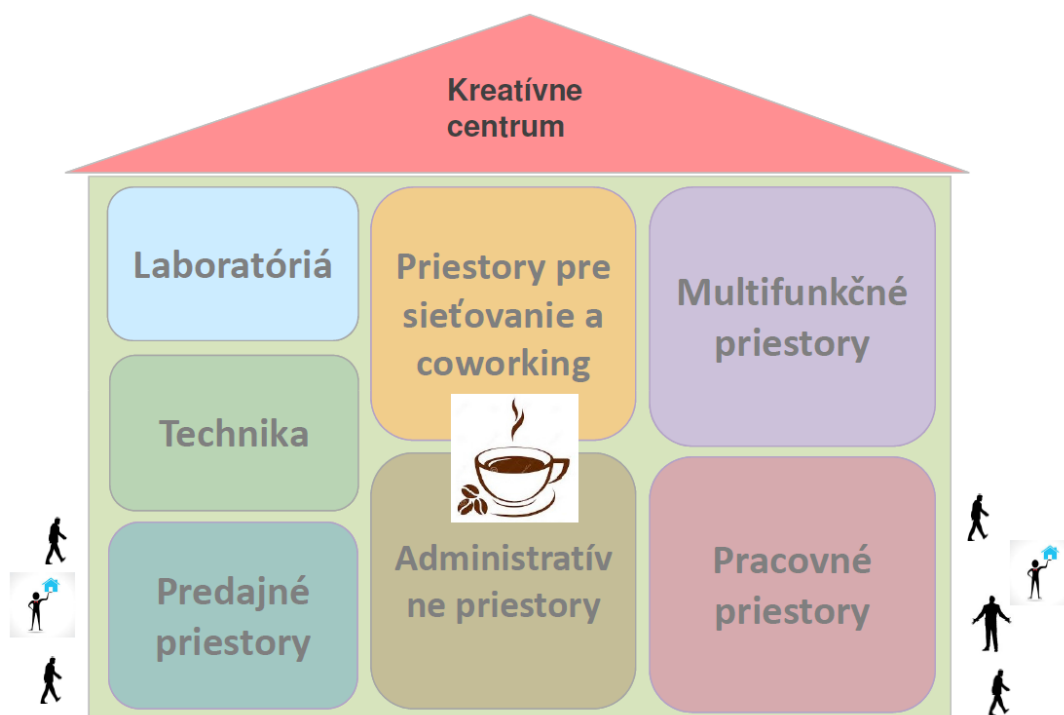 Kreatívne
centrum
Laboratóriá
Priestory pre
sieťovanie a
coworking
Multifunkčné
priestory
Technika
Predajné
priestory
Administratív
ne priestory
Pracovné
priestory